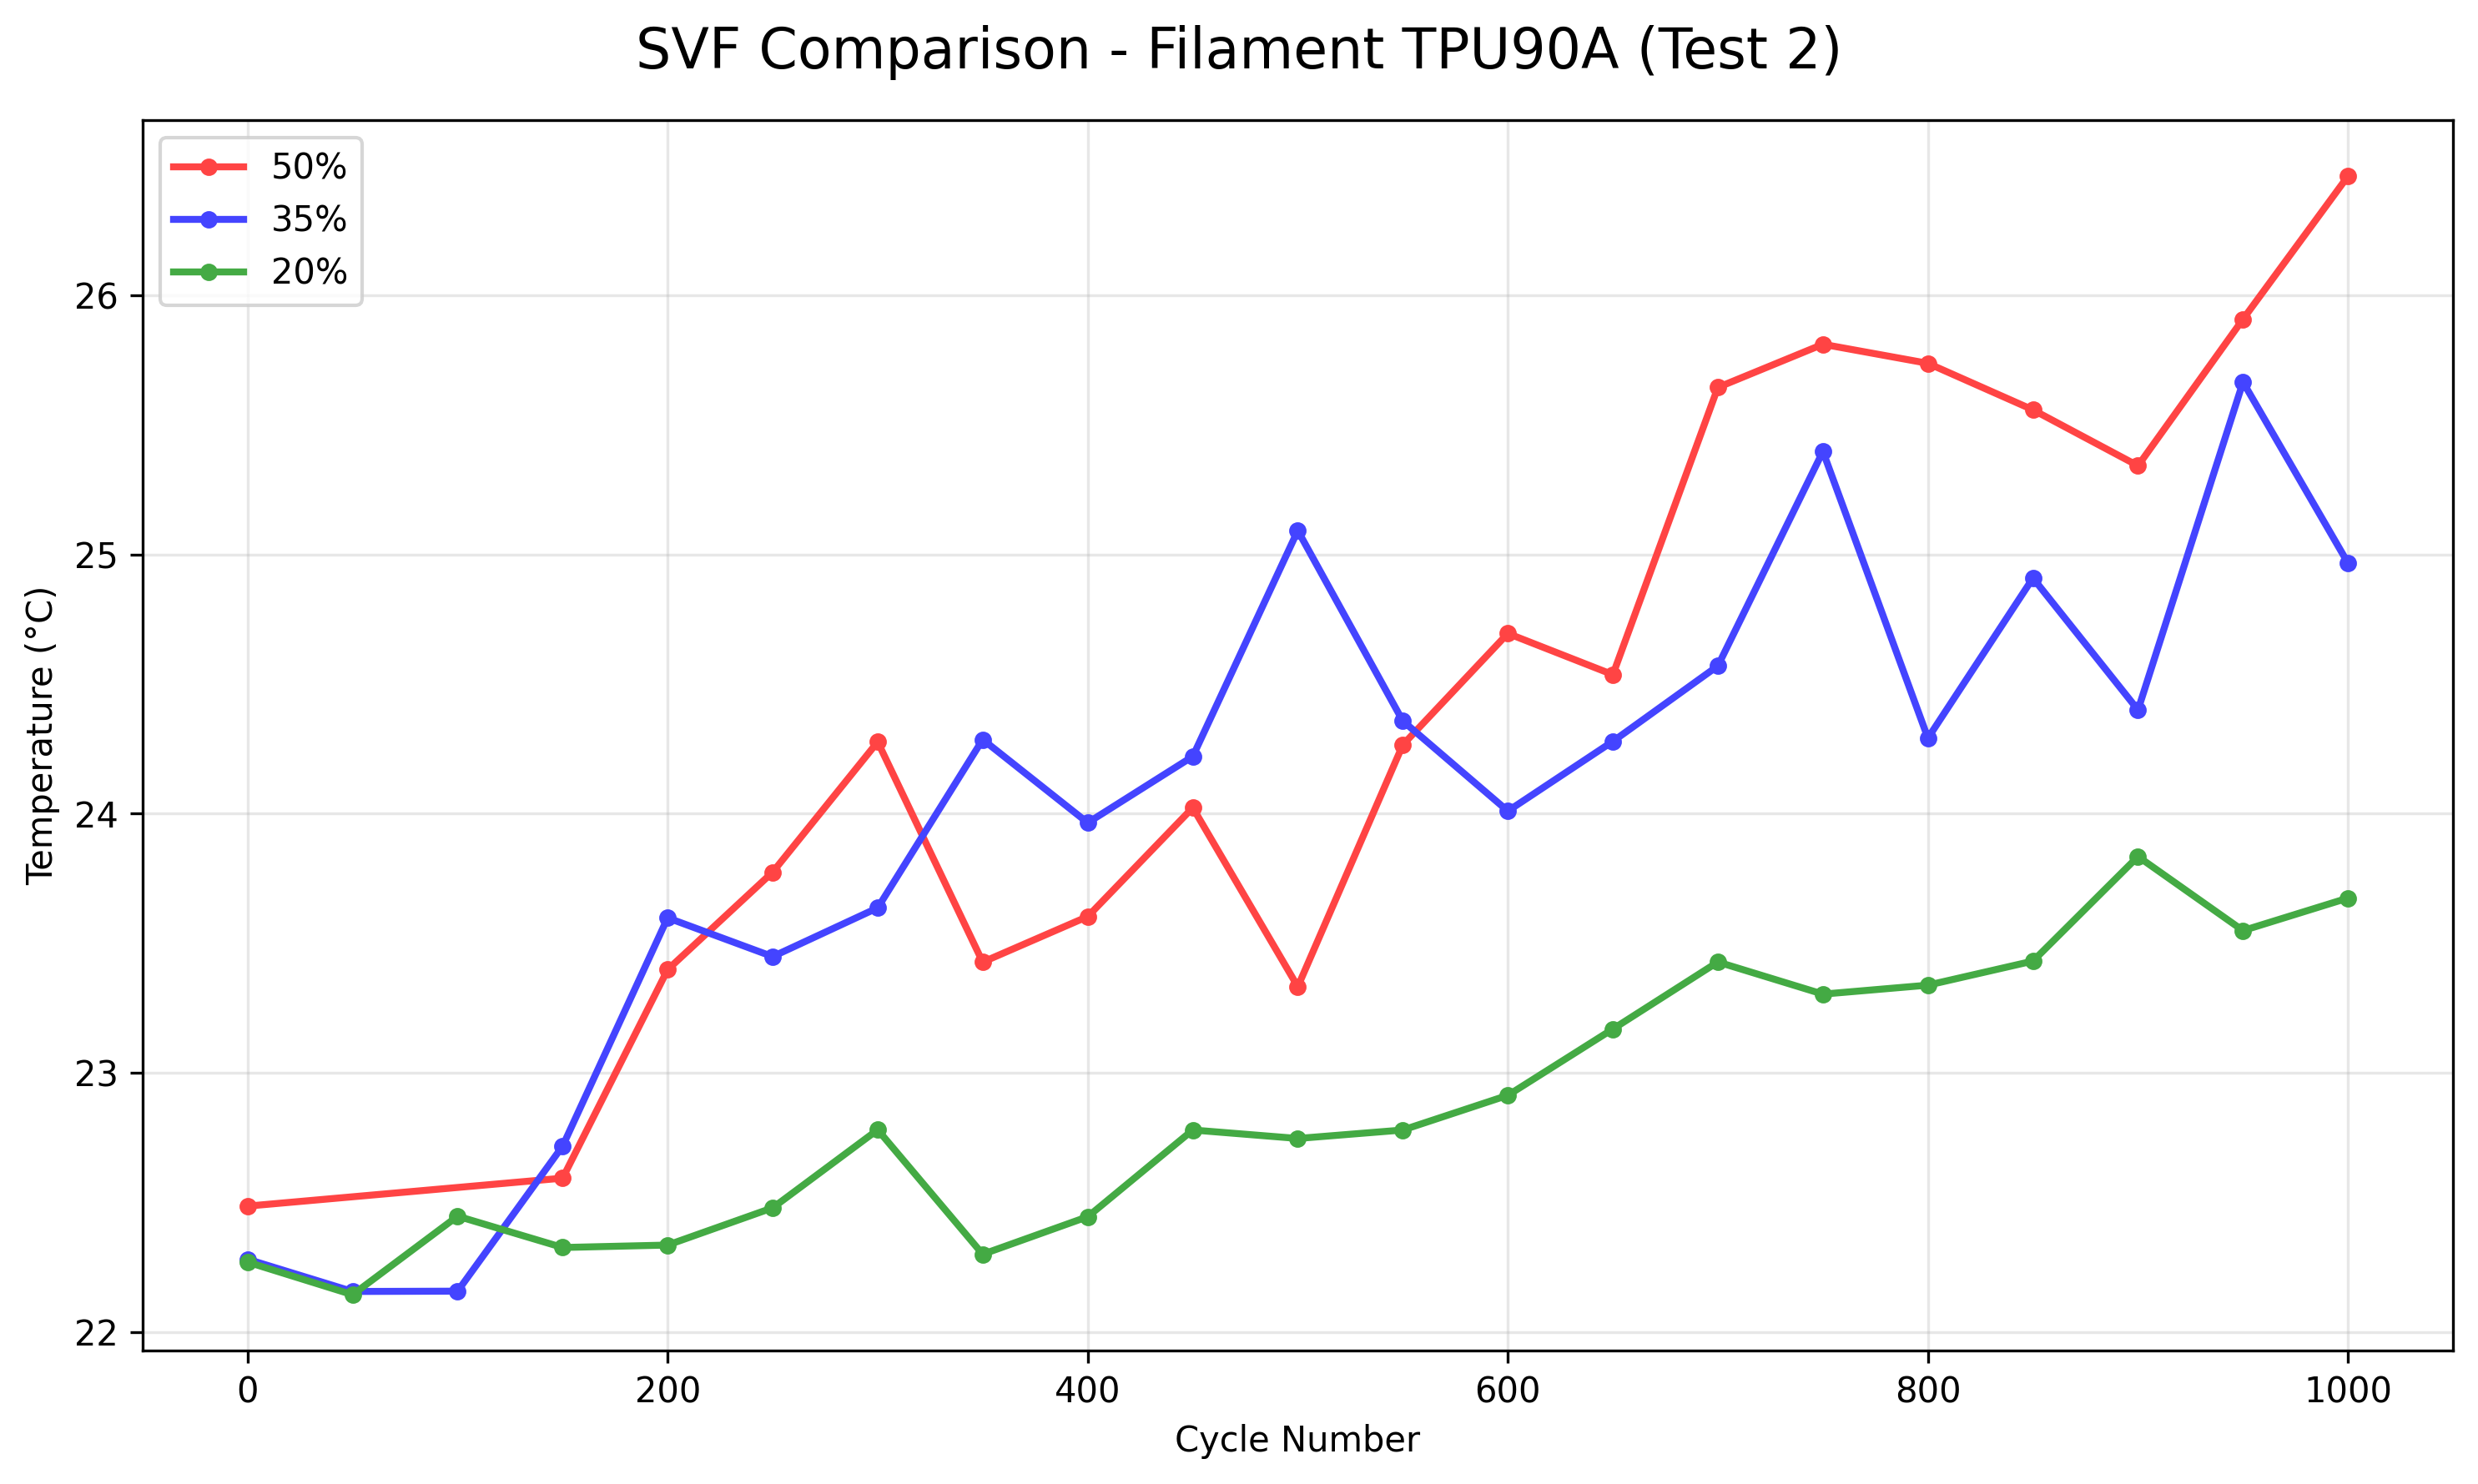 SVF Comparison - Filament TPU90A (Test 2)
50%
35%
20%
26
25
24
23
22
Temperature (°C)
0 200 400 600 800 1000
Cycle Number